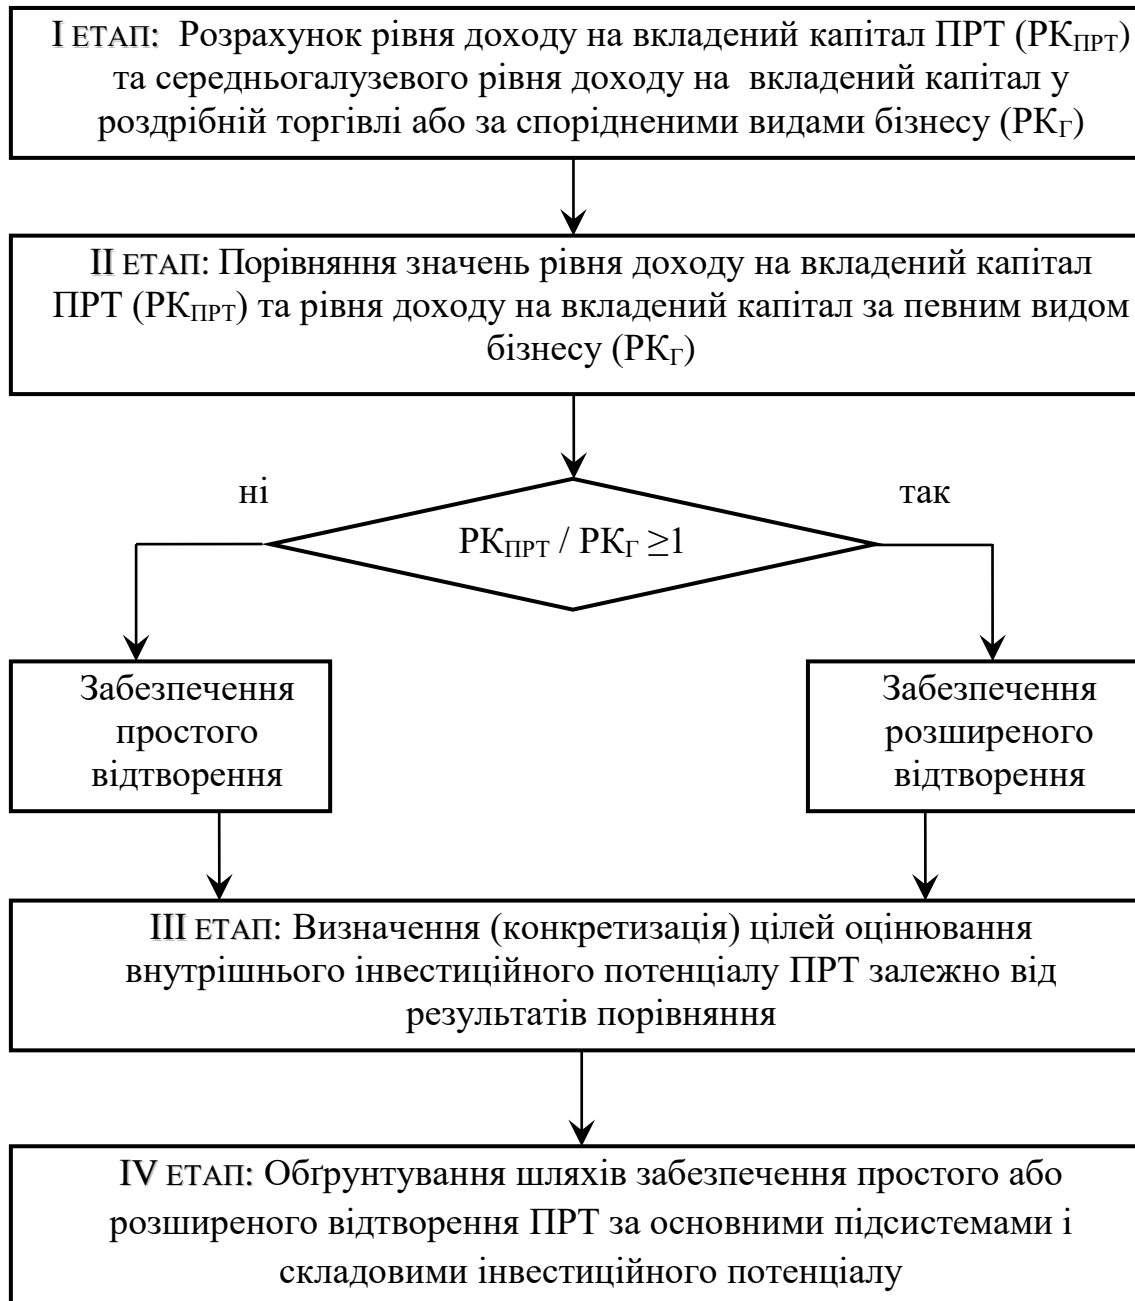 І ЕТАП: Розрахунок рівня доходу на вкладений капітал ПРТ (РКПРТ)
та середньогалузевого рівня доходу на вкладений капітал у
роздрібній торгівлі або за спорідненими видами бізнесу (РКГ)
ІІ ЕТАП: Порівняння значень рівня доходу на вкладений капітал
ПРТ (РКПРТ) та рівня доходу на вкладений капітал за певним видом
бізнесу (РКГ)
ні
так
РКПРТ / РКГ ≥1
Забезпечення
простого
відтворення
Забезпечення
розширеного
відтворення
ІІІ ЕТАП: Визначення (конкретизація) цілей оцінювання
внутрішнього інвестиційного потенціалу ПРТ залежно від
результатів порівняння
IV ЕТАП: Обґрунтування шляхів забезпечення простого або
розширеного відтворення ПРТ за основними підсистемами і
складовими інвестиційного потенціалу